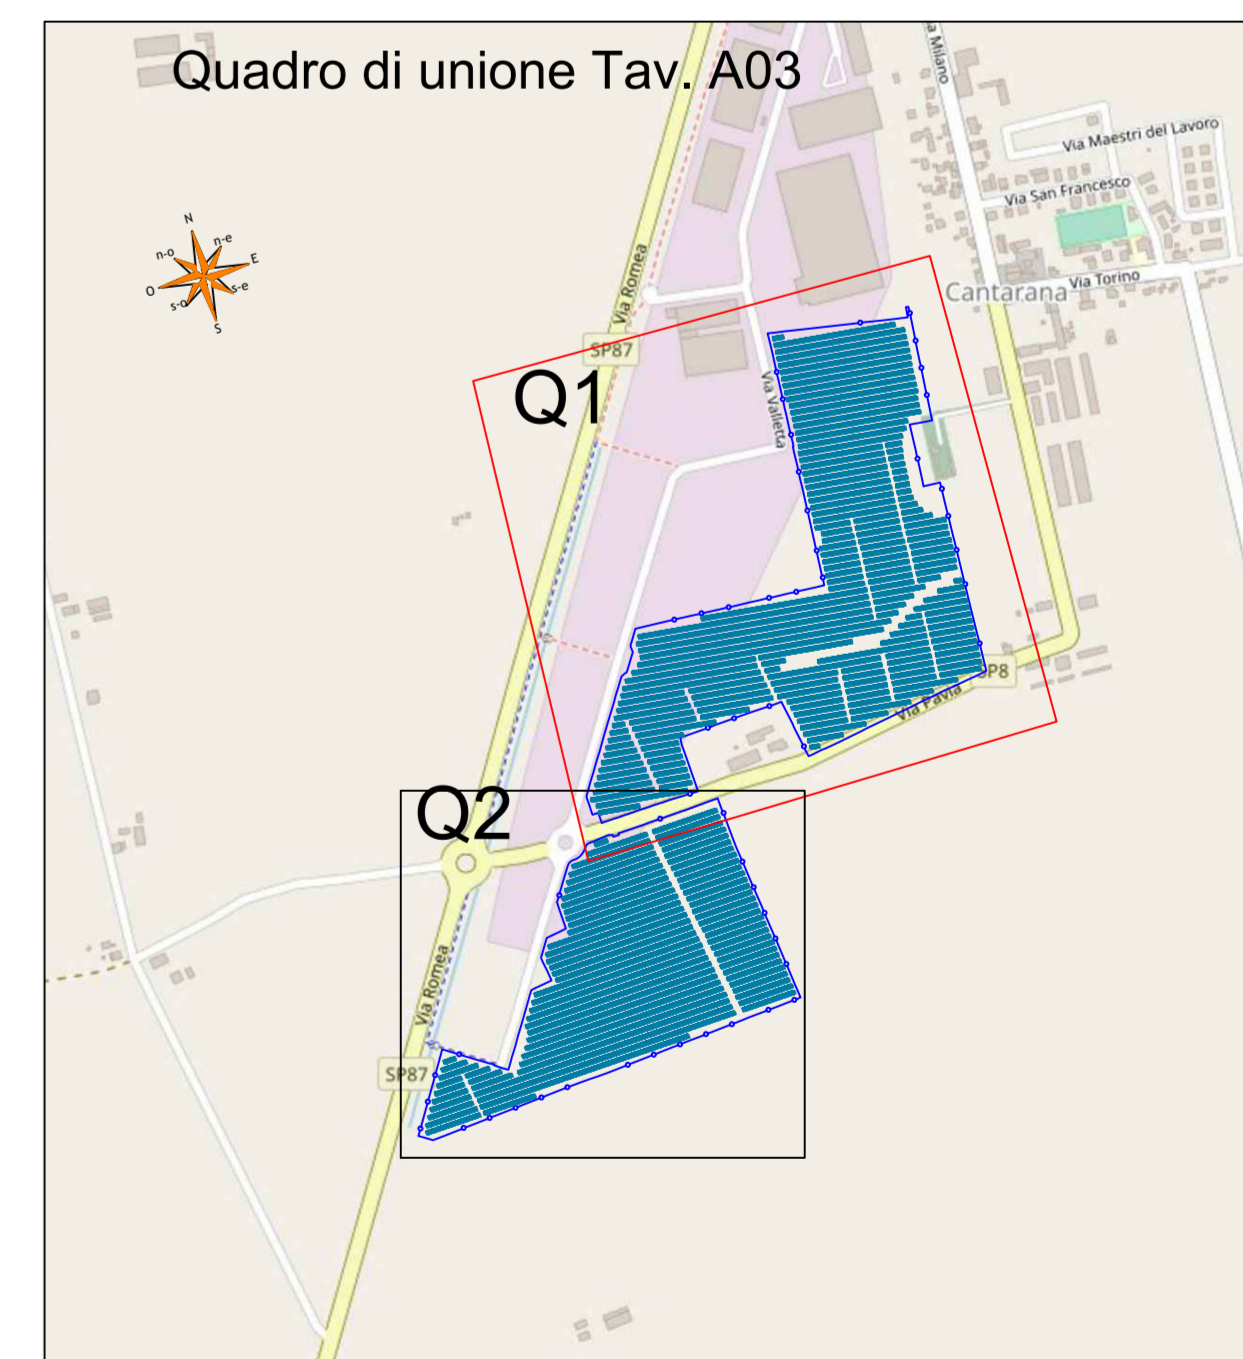 Quadro di unione Tav. A03
a Milano
Via Maestri del Lavoro
Via San Francesco
Via Torino
Cantarana
N
n-e
E
s-e
S
s-o
O
n-o
Via Romea
SP87
Q1
Via Valletta
SP8
Via Pavia
Q2
Via Romea
SP87